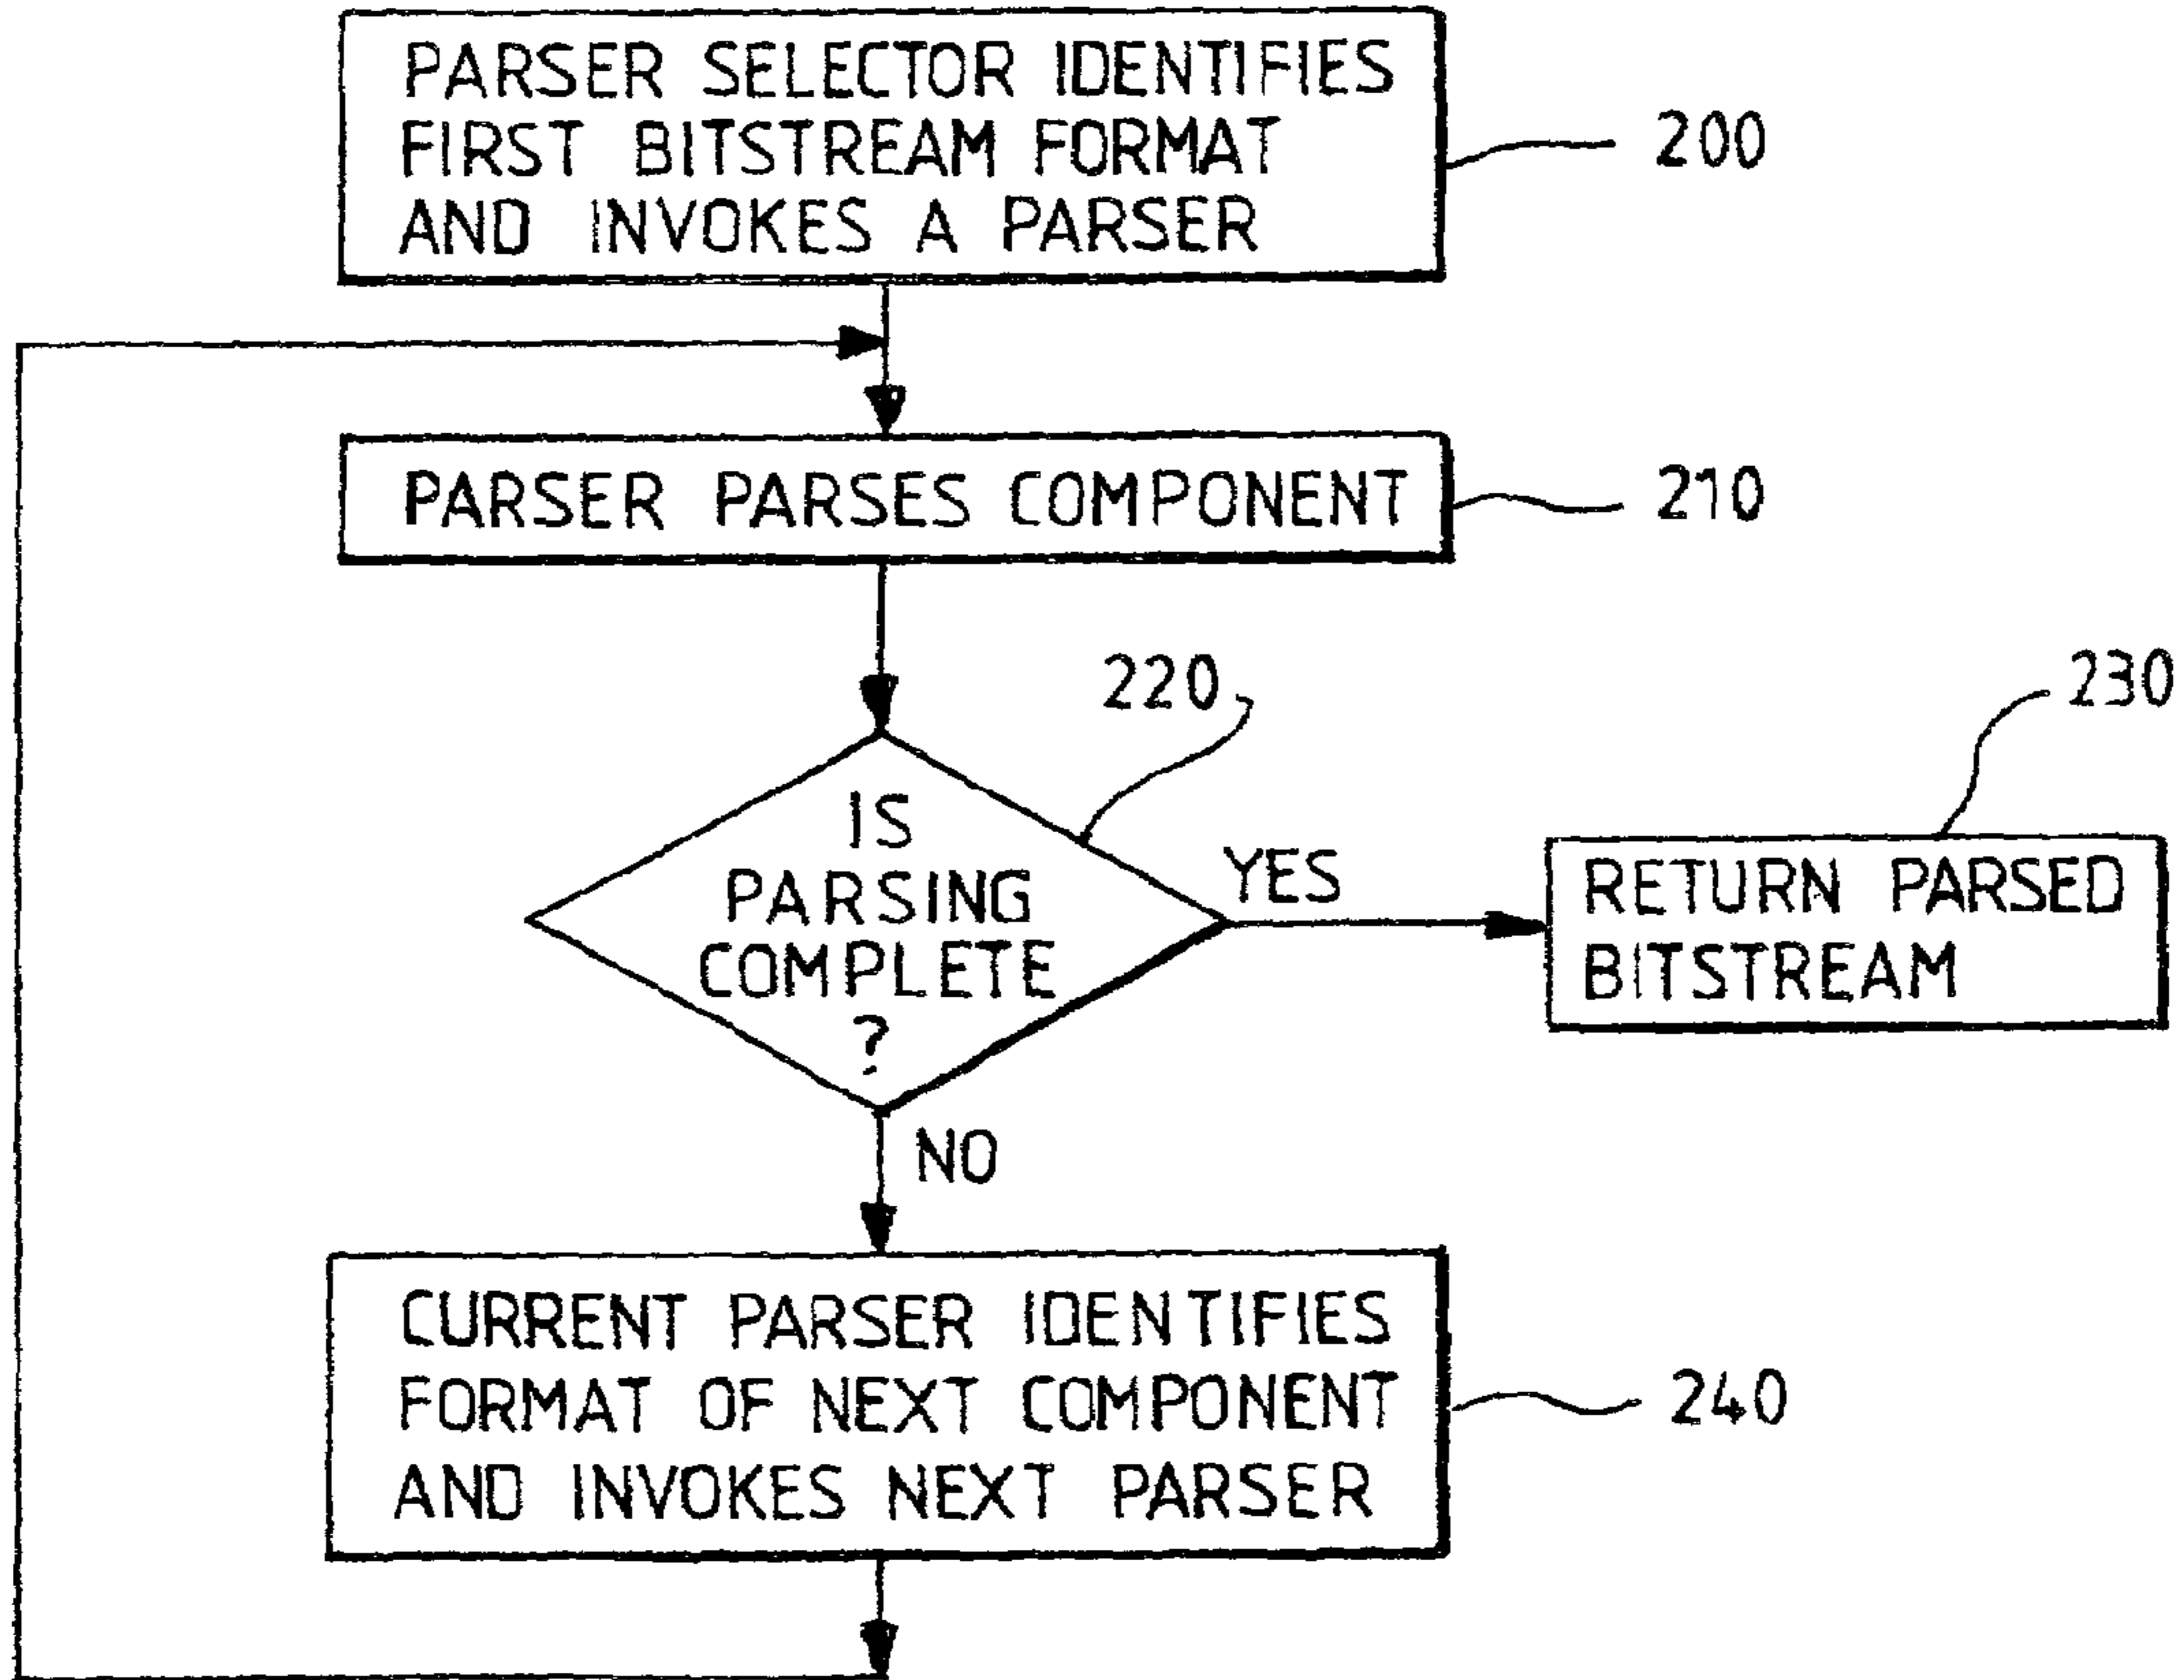 PARSER SELECTOR IDENTIFIES
FIRST BITSTREAM FORMAT
AND INVOKES A PARSER
200
PARSER PARSES COMPONENT
210
220
230
IS
PARSING
COMPLETE
?
YES
RETURN PARSED
BITSTREAM
NO
CURRENT PARSER IDENTIFIES
FORMAT OF NEXT COMPONENT
AND INVOKES NEXT PARSER
240